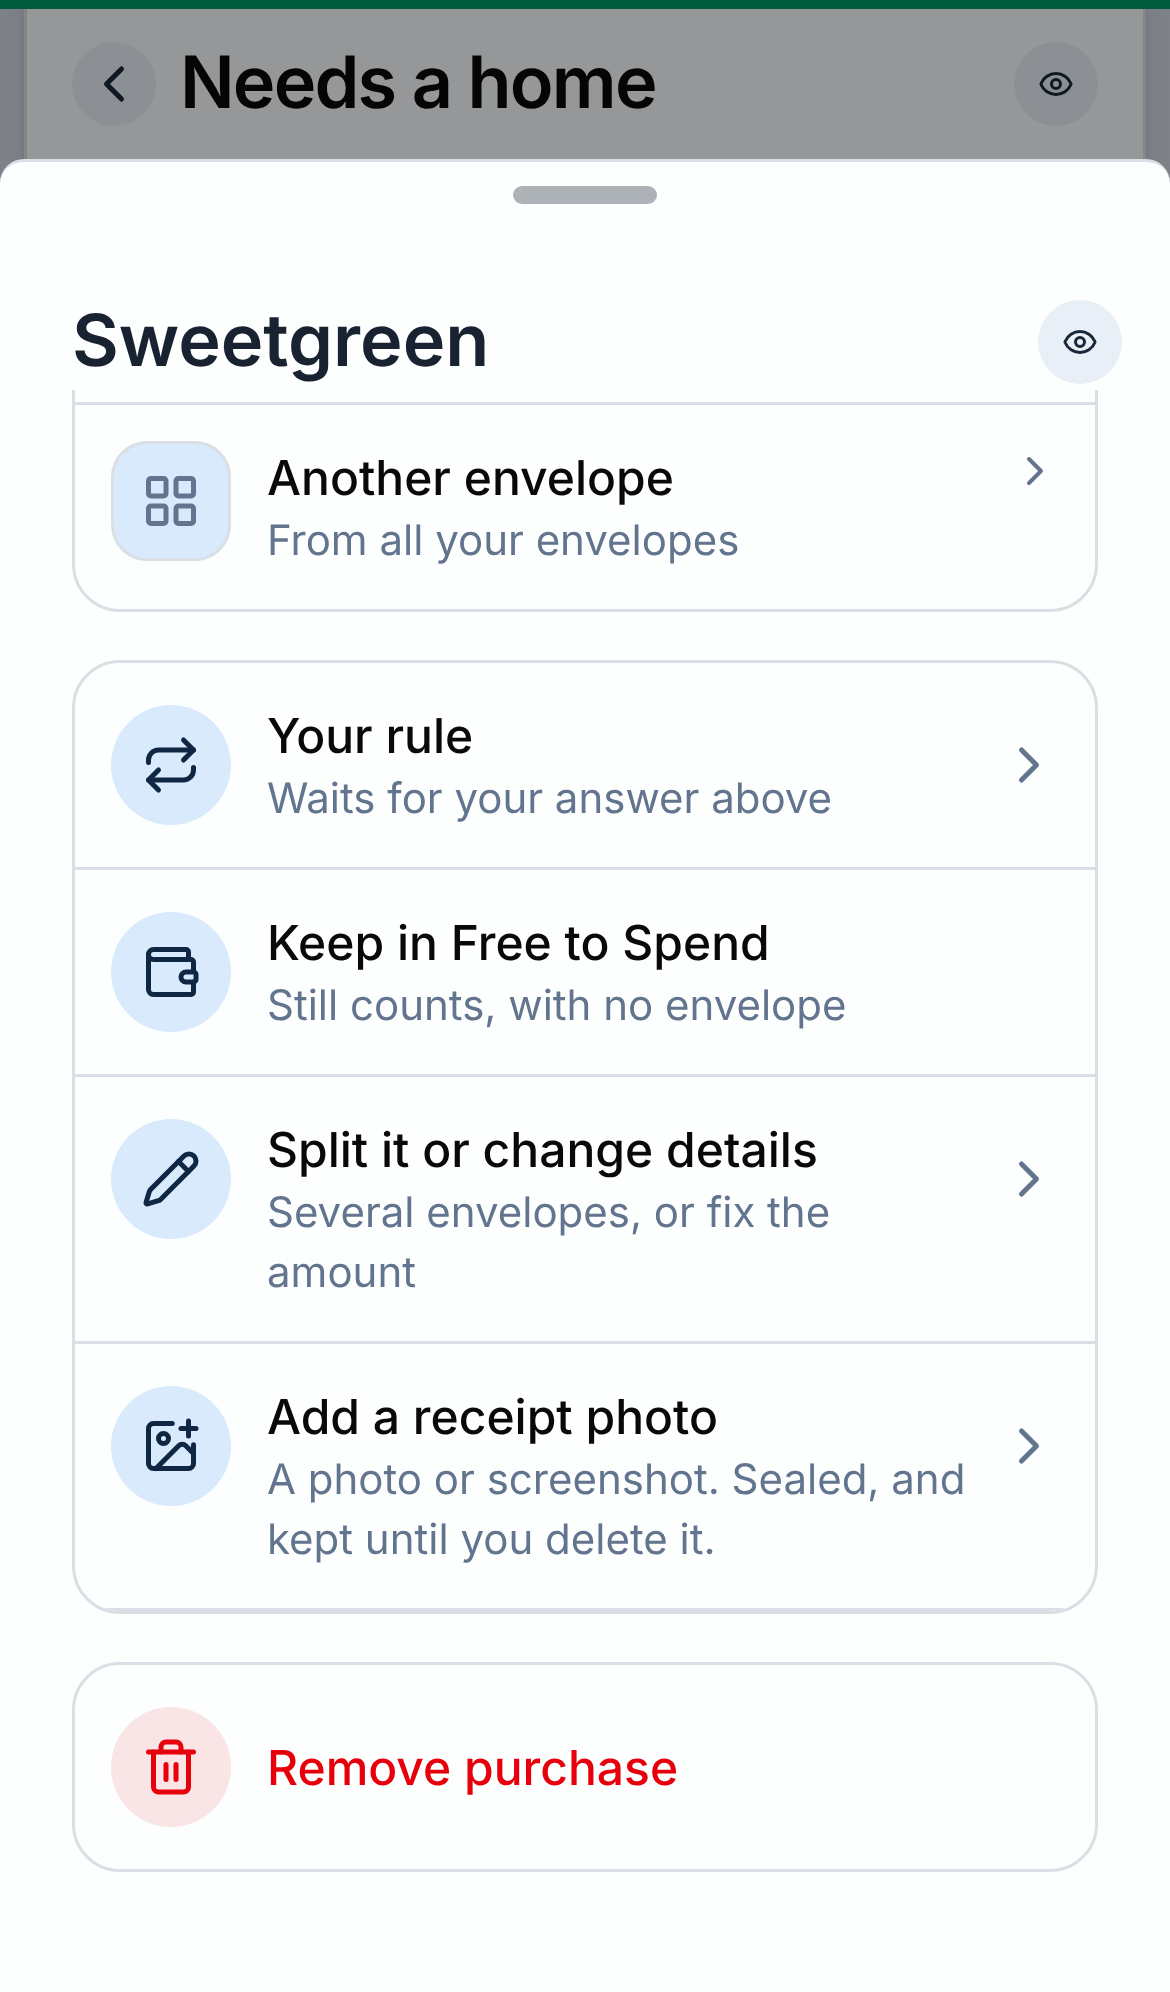 Needs a home
Sweetgreen
Another envelope
From all your envelopes
Your rule
Waits for your answer above
Keep in Free to Spend
Still counts, with no envelope
Split it or change details
Several envelopes, or fix the
amount
Add a receipt photo
A photo or screenshot. Sealed, and
kept until you delete it.
Remove purchase